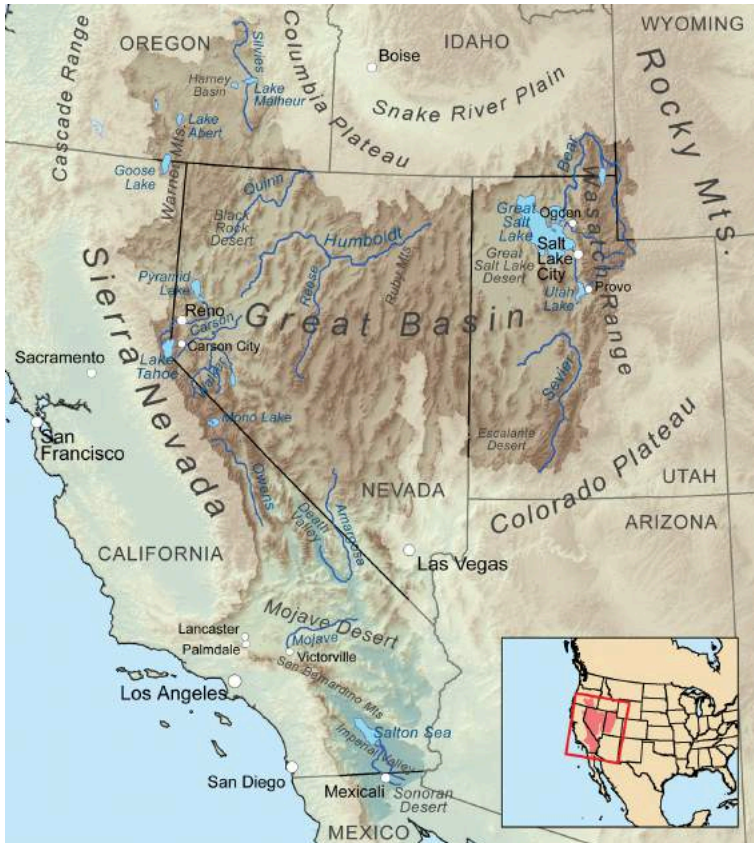 WYOMING
OREGON
IDAHO
Cascade Range
Silvies
Harney
Basin
Lake
Malheur
Columbia Plateau
Boise
Snake River Plain
Rocky Mts.
Lake
Abert
Goose
Lake
Warner Mts.
Quinn
Black
Rock
Desert
Humboldt
Reese
Ruby Mts
Bear
Great
Salt
Lake
Ogden
Wasatch Range
Salt
Lake
City
Great
Salt Lake
Desert
Utah
Lake
Provo
Pyramid
Lake
Reno
Carson
Carson City
Lake
Tahoe
Walker
Great Basin
Sierra Nevada
Sacramento
Mono Lake
San
Francisco
Sevier
Escalante
Desert
Colorado Plateau
UTAH
ARIZONA
NEVADA
Owens
Death
Valley
Amargosa
Las Vegas
CALIFORNIA
Mojave Desert
Lancaster
Palmdale
Mojave
Victorville
San Bernardino Mts
Los Angeles
Salton Sea
Imperial Valley
San Diego
Mexicali
Sonoran
Desert
MEXICO